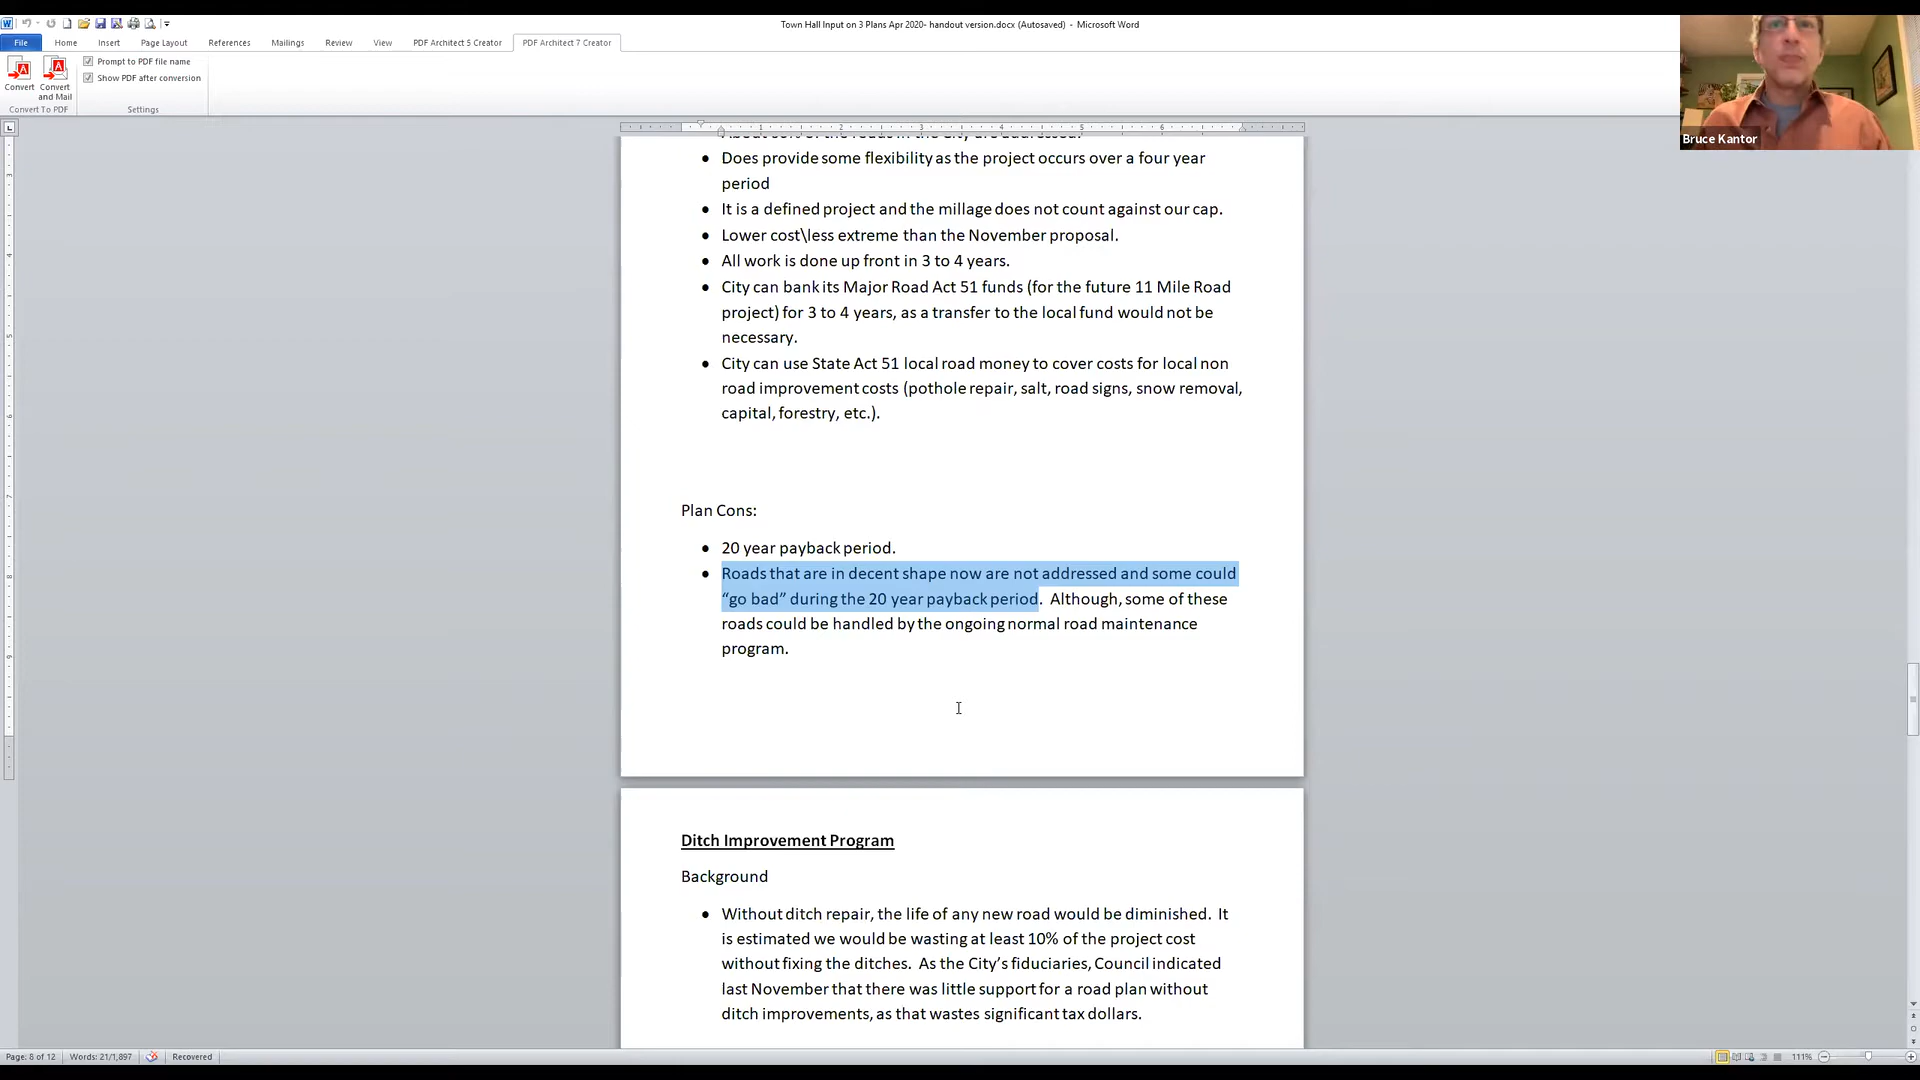 Town Hall Input on 3 Plans Apr 2020- handout version.docx (Autosaved) - Microsoft Word
File Home Insert Page Layout References Mailings Review View PDF Architect 5 Creator PDF Architect 7 Creator
Convert
Convert and Mail
Prompt to PDF file name
Show PDF after conversion
Convert To PDF
Settings
Bruce Kantor
• Does provide some flexibility as the project occurs over a four year
period
• It is a defined project and the millage does not count against our cap.
• Lower cost\less extreme than the November proposal.
• All work is done up front in 3 to 4 years.
• City can bank its Major Road Act 51 funds (for the future 11 Mile Road
project) for 3 to 4 years, as a transfer to the local fund would not be
necessary.
• City can use State Act 51 local road money to cover costs for local non
road improvement costs (pothole repair, salt, road signs, snow removal,
capital, forestry, etc.).
Plan Cons:
• 20 year payback period.
• Roads that are in decent shape now are not addressed and some could
“go bad” during the 20 year payback period. Although, some of these
roads could be handled by the ongoing normal road maintenance
program.
Ditch Improvement Program
Background
• Without ditch repair, the life of any new road would be diminished. It
is estimated we would be wasting at least 10% of the project cost
without fixing the ditches. As the City’s fiduciaries, Council indicated
last November that there was little support for a road plan without
ditch improvements, as that wastes significant tax dollars.
Page: 8 of 12 Words: 21/1,897 Recovered 111%